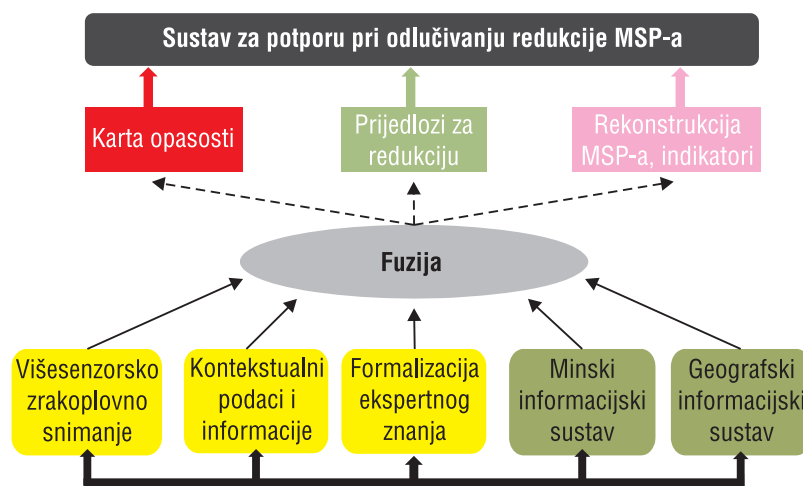 Sustav za potporu pri odlučivanju redukcije MSP-a
Karta opasosti
Prijedlozi za
redukciju
Rekonstrukcija
MSP-a, indikatori
Fuzija
Višesenzorsko
zrakoplovno
snimanje
Kontekstualni
podaci i
informacije
Formalizacija
ekspertnog
znanja
Minski
informacijski
sustav
Geografski
informacijski
sustav